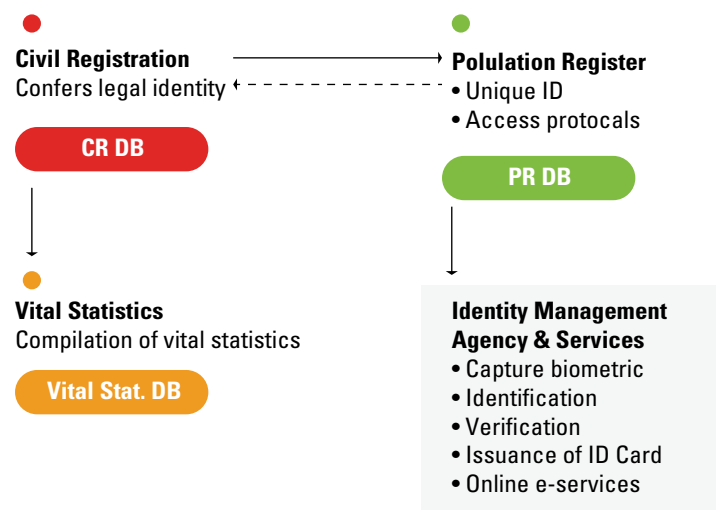 Civil Registration
Confers legal identity
CR DB
Polulation Register
• Unique ID
• Access protocals
PR DB
Vital Statistics
Compilation of vital statistics
Vital Stat. DB
Identity Management
Agency & Services
• Capture biometric
• Identification
• Verification
• Issuance of ID Card
• Online e-services